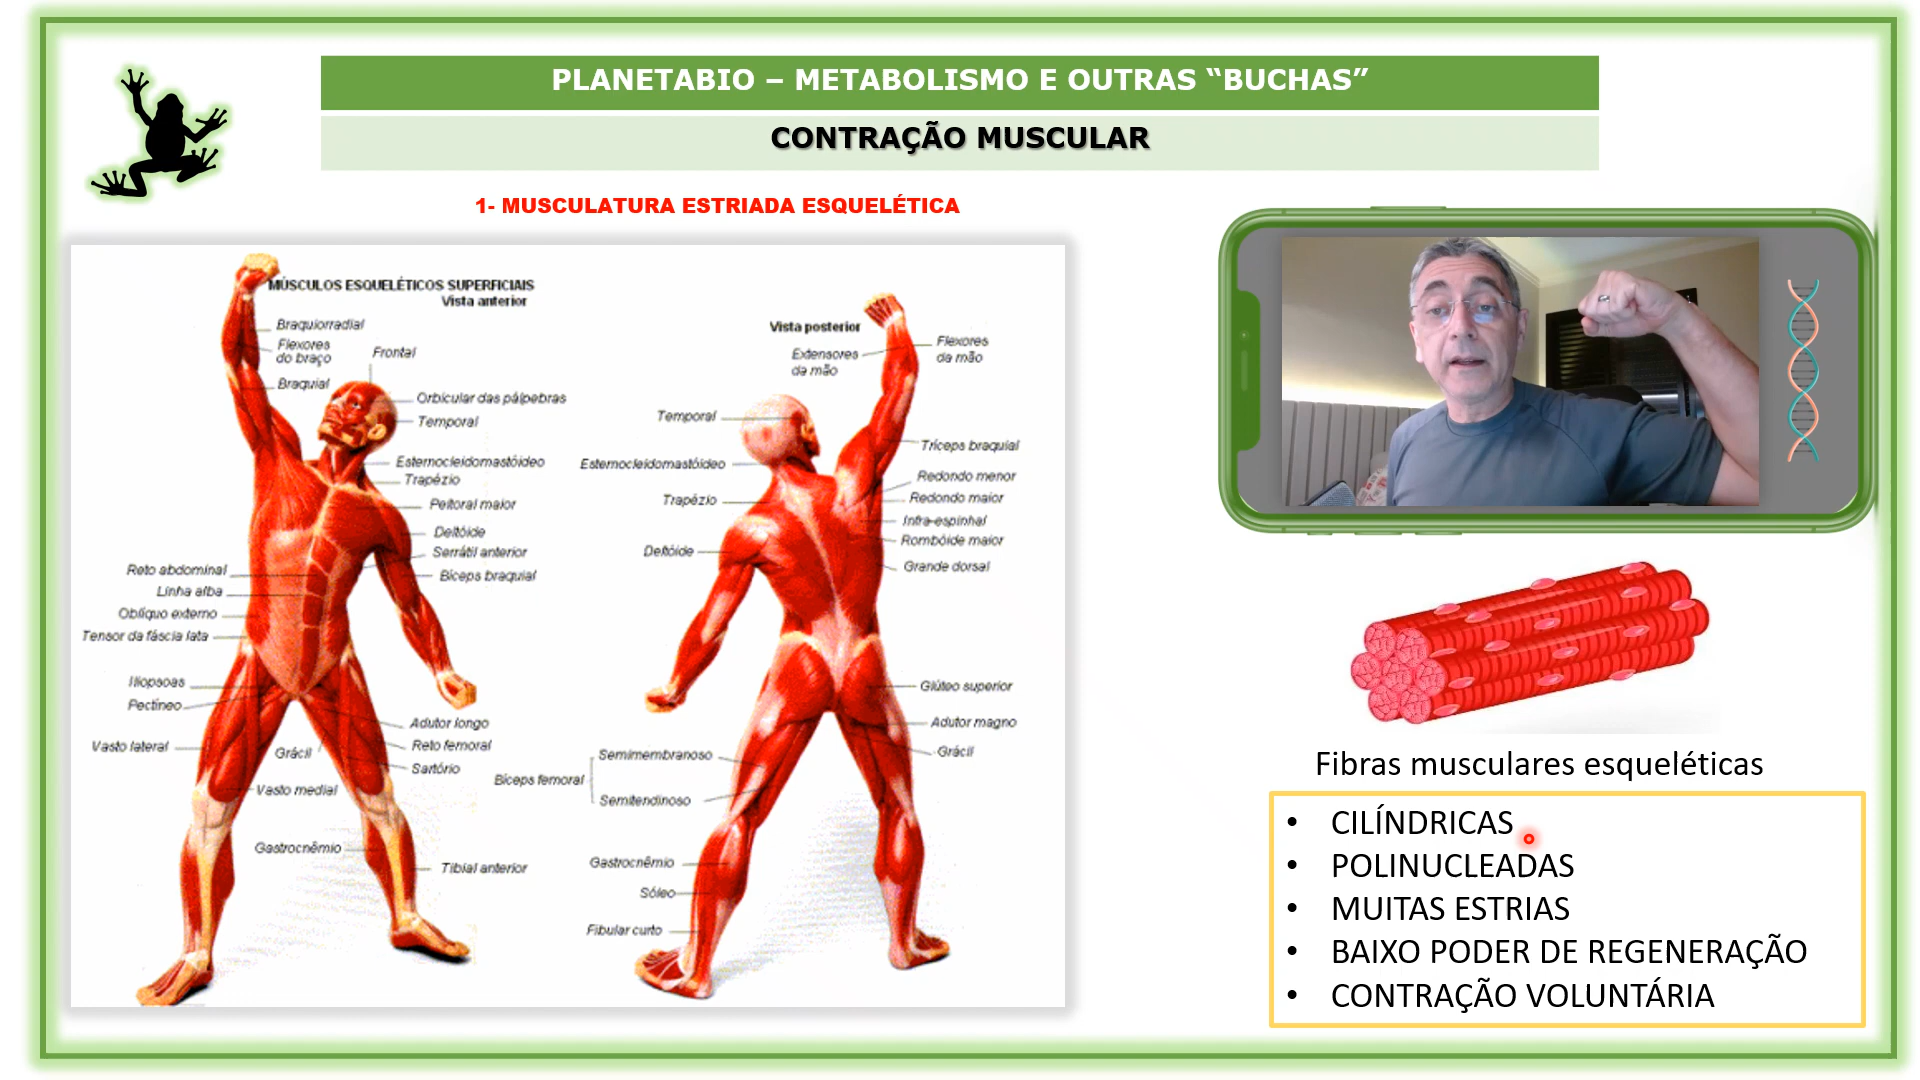 PLANETABIO – METABOLISMO E OUTRAS “BUCHAS”
CONTRAÇÃO MUSCULAR
1- MUSCULATURA ESTRIADA ESQUELÉTICA
MÚSCULOS ESQUELÉTICOS SUPERFICIAIS
Vista anterior
Braquiorradial
Flexores
do braço
Frontal
Braquial
Orbicular das pálpebras
Temporal
Esternocleidomastóideo
Trapézio
Peitoral maior
Deltóide
Serrátil anterior
Bíceps braquial
Reto abdominal
Linha alba
Oblíquo externo
Tensor da fáscia lata
Iliopsoas
Pectíneo
Vasto lateral
Grácil
Adutor longo
Reto femoral
Sartório
Vasto medial
Gastrocnêmio
Tibial anterior
Vista posterior
Extensores
da mão
Flexores
da mão
Temporal
Tríceps braquial
Esternocleidomastóideo
Redondo menor
Trapézio
Redondo maior
Infra-espinhal
Rombóide maior
Deltóide
Grande dorsal
Glúteo superior
Adutor magno
Grácil
Semimembranoso
Bíceps femoral
Semitendinoso
Gastrocnêmio
Sóleo
Fibular curto
Fibras musculares esqueléticas
• CILÍNDRICAS
• POLINUCLEADAS
• MUITAS ESTRIAS
• BAIXO PODER DE REGENERAÇÃO
• CONTRAÇÃO VOLUNTÁRIA